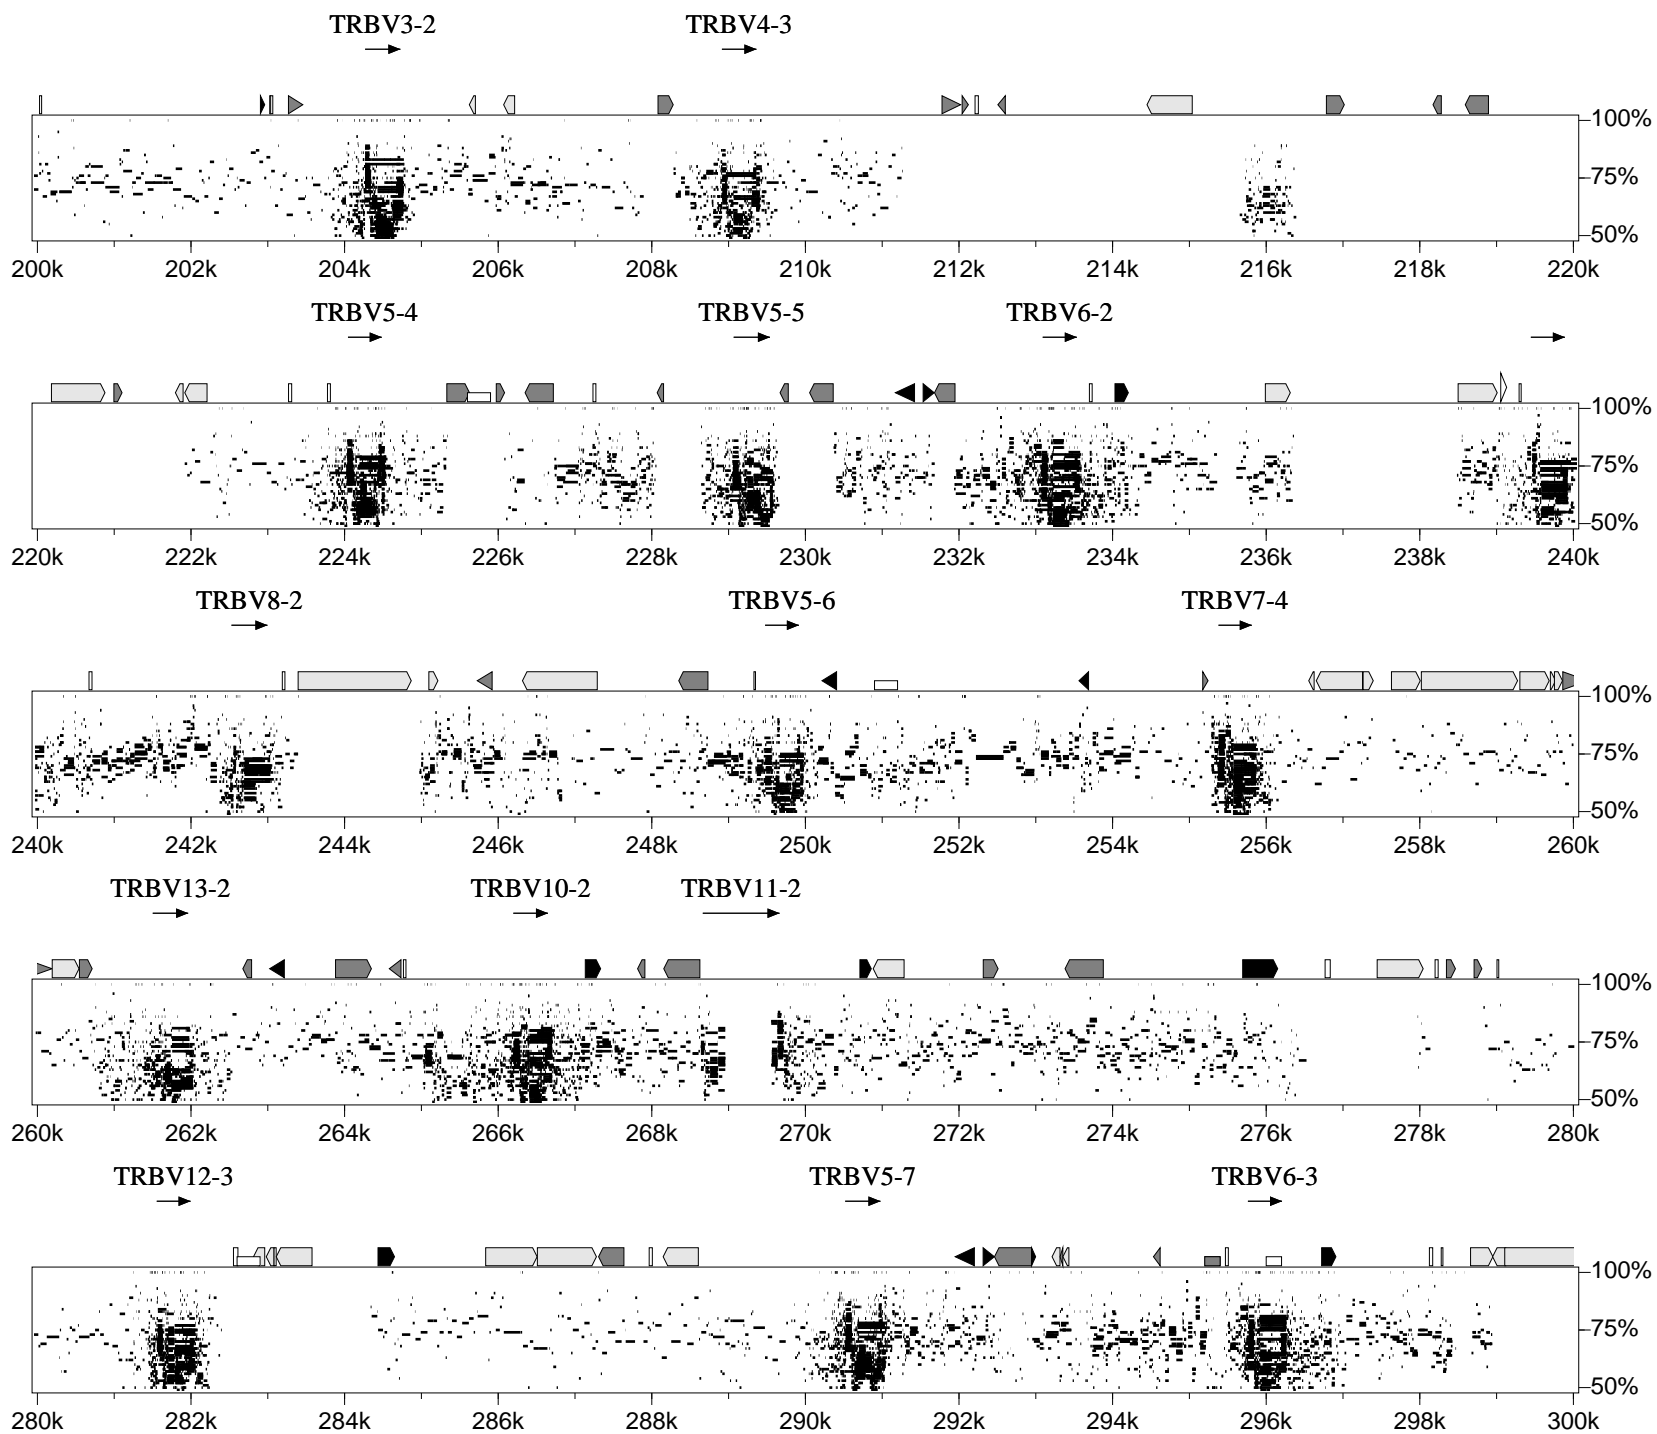 TRBV3-2 TRBV4-3
100%
75%
50%
200k 202k 204k 206k 208k 210k 212k 214k 216k 218k 220k
TRBV5-4 TRBV5-5 TRBV6-2
100%
75%
50%
220k 222k 224k 226k 228k 230k 232k 234k 236k 238k 240k
TRBV8-2 TRBV5-6 TRBV7-4
100%
75%
50%
240k 242k 244k 246k 248k 250k 252k 254k 256k 258k 260k
TRBV13-2 TRBV10-2 TRBV11-2
100%
75%
50%
260k 262k 264k 266k 268k 270k 272k 274k 276k 278k 280k
TRBV12-3 TRBV5-7 TRBV6-3
100%
75%
50%
280k 282k 284k 286k 288k 290k 292k 294k 296k 298k 300k